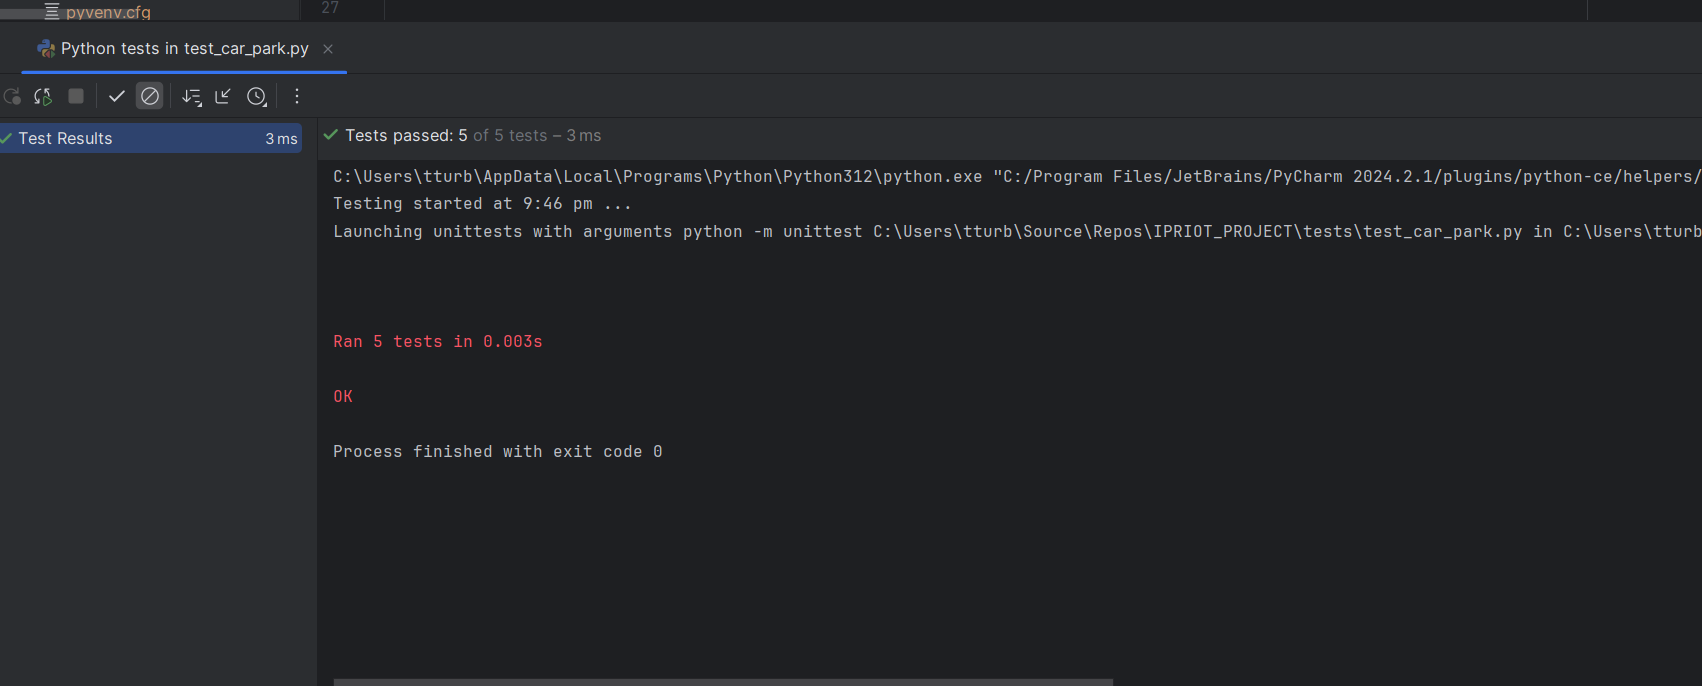 pyvenv.cfg
27
Python tests in test_car_park.py
Test Results 3 ms
Tests passed: 5 of 5 tests – 3 ms
C:\Users\tturb\AppData\Local\Programs\Python\Python312\python.exe "C:/Program Files/JetBrains/PyCharm 2024.2.1/plugins/python-ce/helpers/
Testing started at 9:46 pm ...
Launching unittests with arguments python -m unittest C:\Users\tturb\Source\Repos\IPRIOT_PROJECT\tests\test_car_park.py in C:\Users\tturb
Ran 5 tests in 0.003s
OK
Process finished with exit code 0